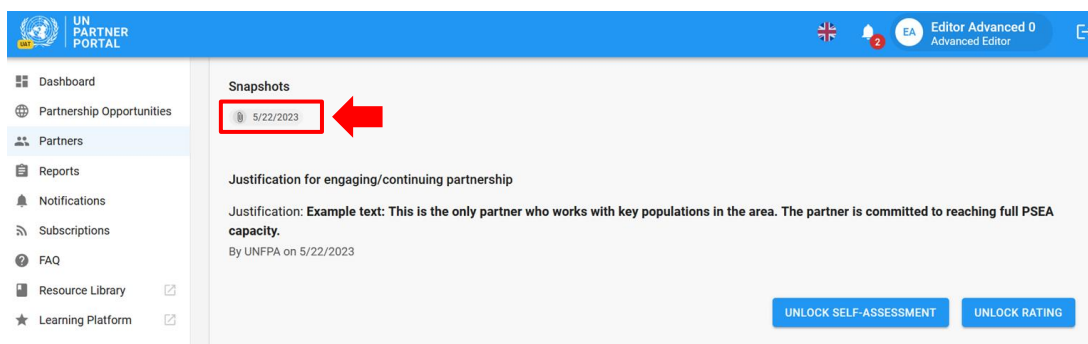 UN
PARTNER
PORTAL
UAT
2
EA
Editor Advanced 0
Advanced Editor
Dashboard
Partnership Opportunities
Partners
Reports
Notifications
Subscriptions
FAQ
Resource Library
Learning Platform
Snapshots
5/22/2023
Justification for engaging/continuing partnership
Justification: Example text: This is the only partner who works with key populations in the area. The partner is committed to reaching full PSEA
capacity.
By UNFPA on 5/22/2023
UNLOCK SELF-ASSESSMENT
UNLOCK RATING